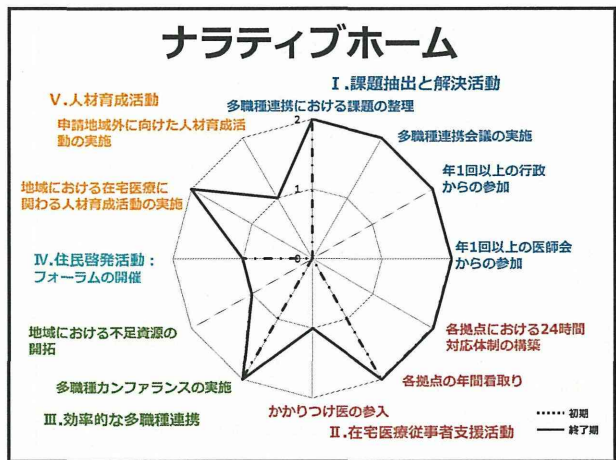 ナラティブホーム
Ⅰ.課題抽出と解決活動
多職種連携における課題の整理
多職種連携会議の実施
年1回以上の行政
からの参加
年1回以上の医師会
からの参加
各拠点における24時間
対応体制の構築
各拠点の年間看取り
かかりつけ医の参入
Ⅱ.在宅医療従事者支援活動
多職種カンファランスの実施
Ⅲ.効率的な多職種連携
地域における不足資源の
開拓
Ⅳ.住民啓発活動：
フォーラムの開催
地域における在宅医療に
関わる人材育成活動の実施
Ⅴ.人材育成活動
申請地域外に向けた人材育成活
動の実施
2
1
0
初期
終了期